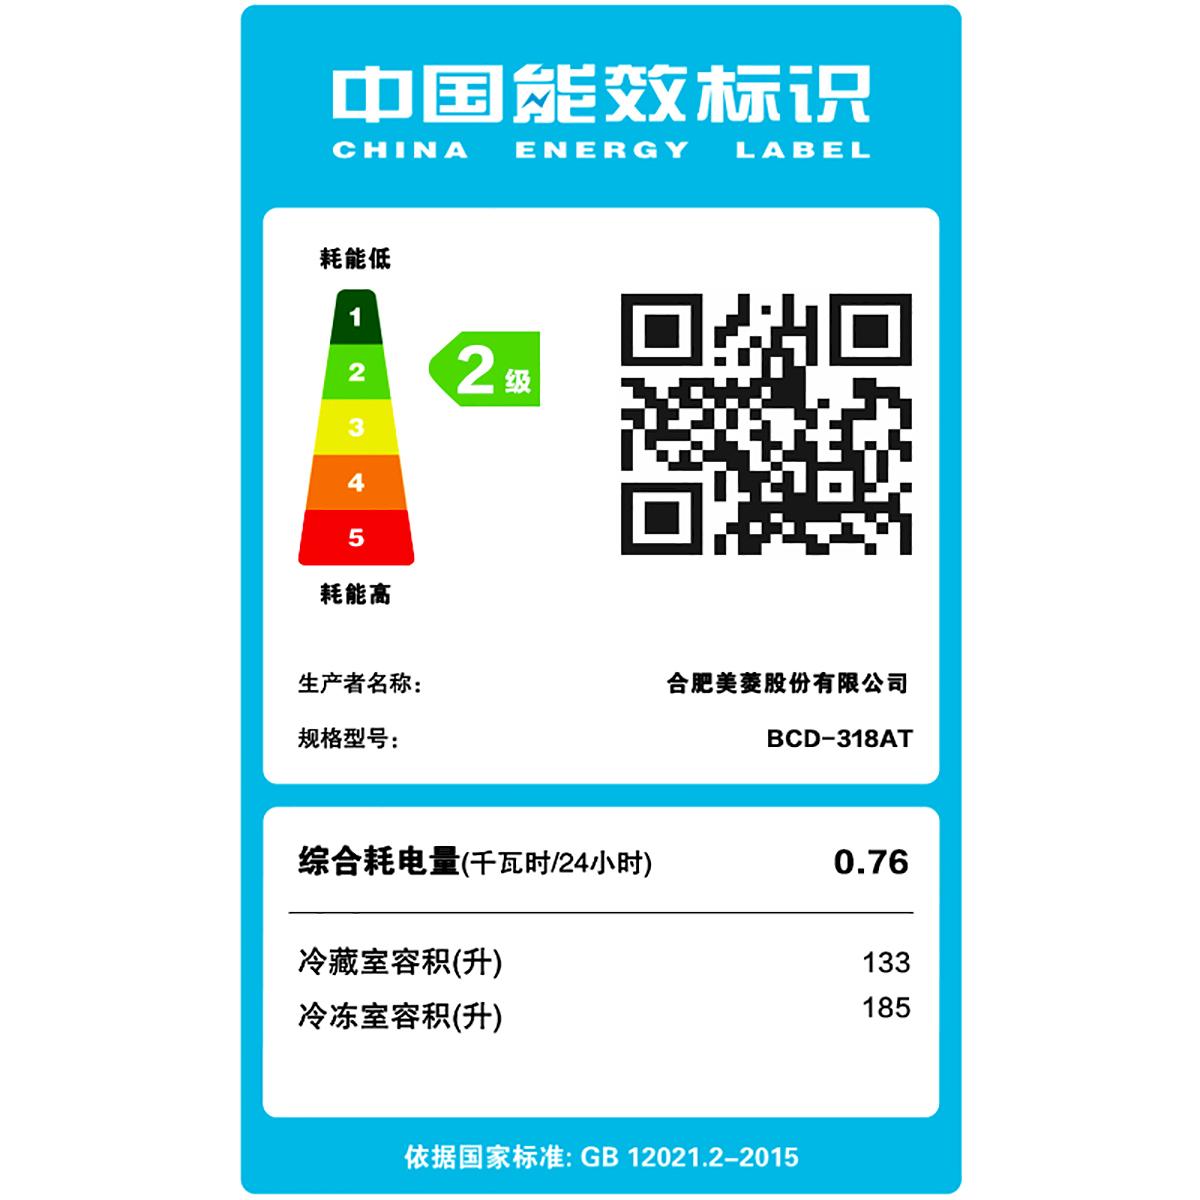 中国能效标识
CHINA ENERGY LABEL
耗能低
1
2
3
4
5
2级
耗能高
生产者名称： 合肥美菱股份有限公司
规格型号： BCD-318AT
综合耗电量(千瓦时/24小时) 0.76
冷藏室容积(升) 133
冷冻室容积(升) 185
依据国家标准: GB 12021.2-2015